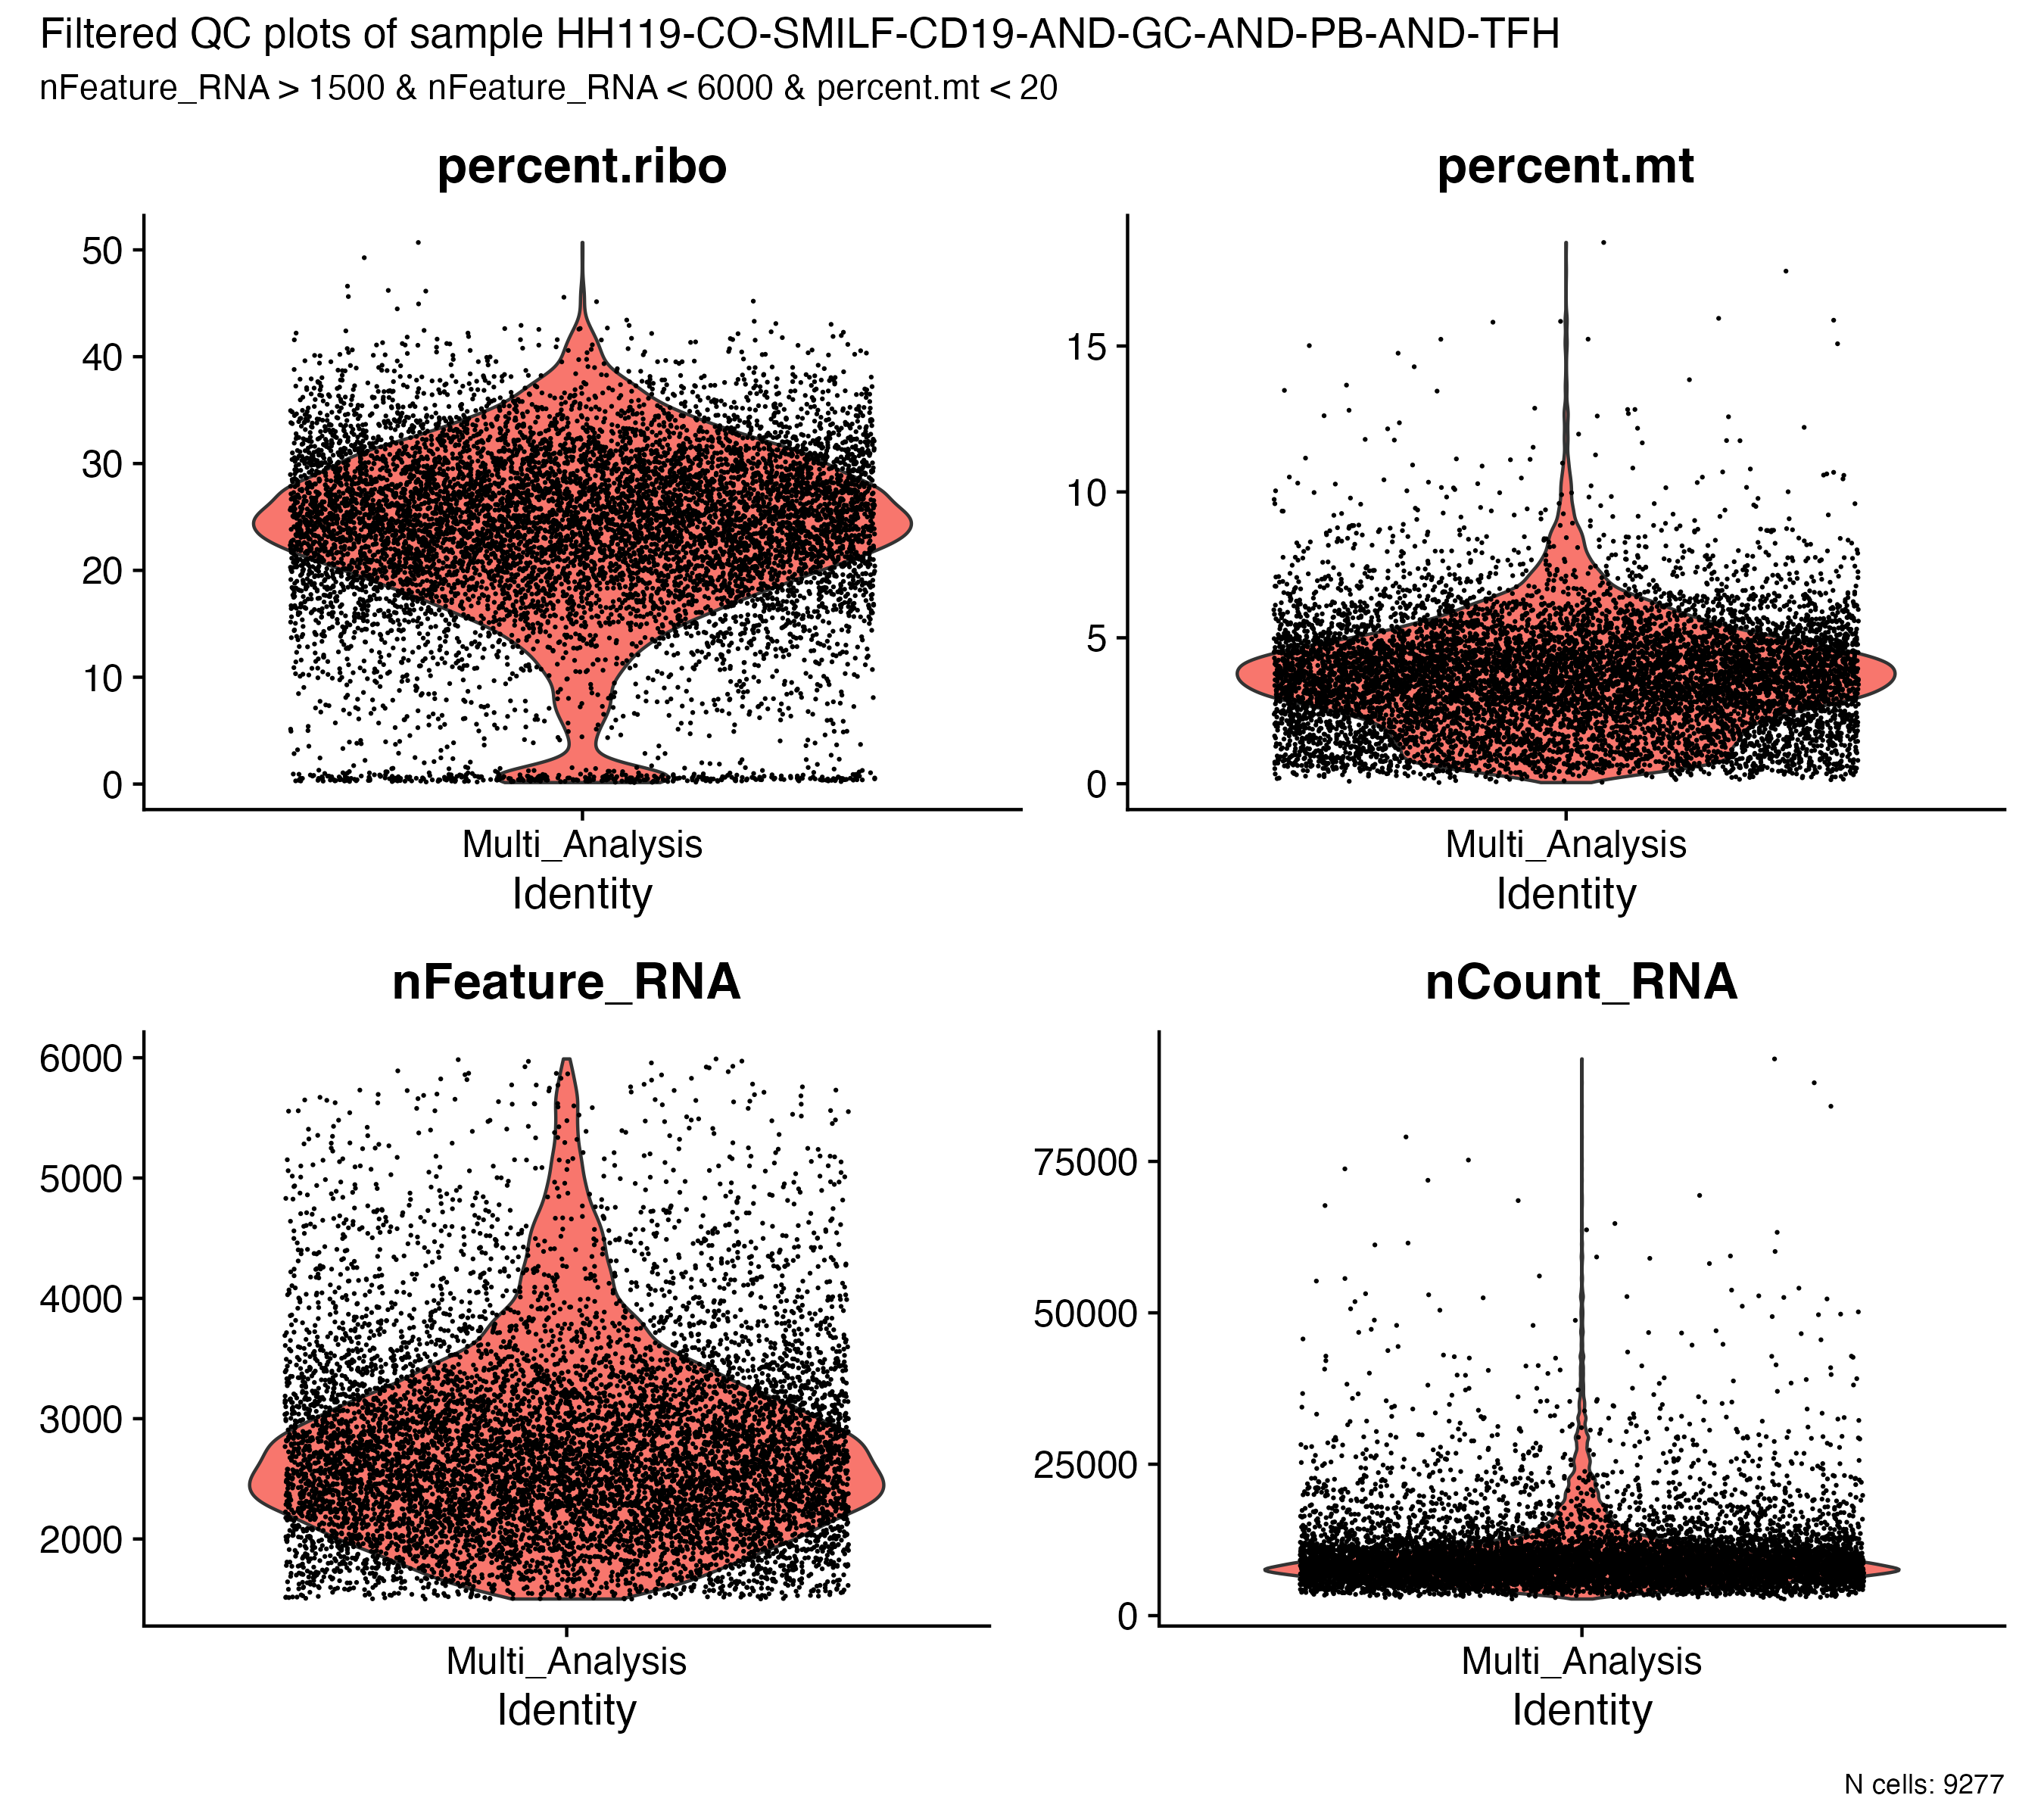 Filtered QC plots of sample HH119-CO-SMILF-CD19-AND-GC-AND-PB-AND-TFH
nFeature_RNA > 1500 & nFeature_RNA < 6000 & percent.mt < 20
percent.ribo
50
40
30
20
10
0
Multi_Analysis
Identity
percent.mt
15
10
5
0
Multi_Analysis
Identity
nFeature_RNA
6000
5000
4000
3000
2000
Multi_Analysis
Identity
nCount_RNA
75000
50000
25000
0
Multi_Analysis
Identity
N cells: 9277